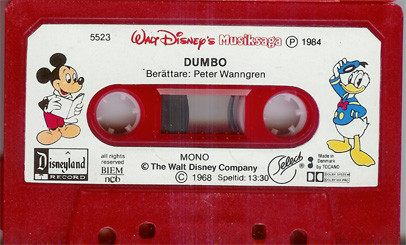 5523 Walt Disney's Musiksaga Ⓟ 1984
DUMBO
Berättare: Peter Wanngren
Disneyland
RECORD
all rights
reserved
BIEM
ncb
MONO
© The Walt Disney Company
© 1968 Speltid: 13:30
Select
Made in
Denmark
by TECANO